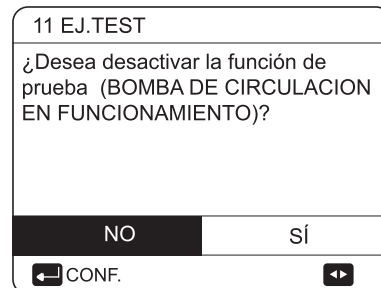 11 EJ.TEST
¿Desea desactivar la función de
prueba (BOMBA DE CIRCULACION
EN FUNCIONAMIENTO)?
NO SÍ
CONF.